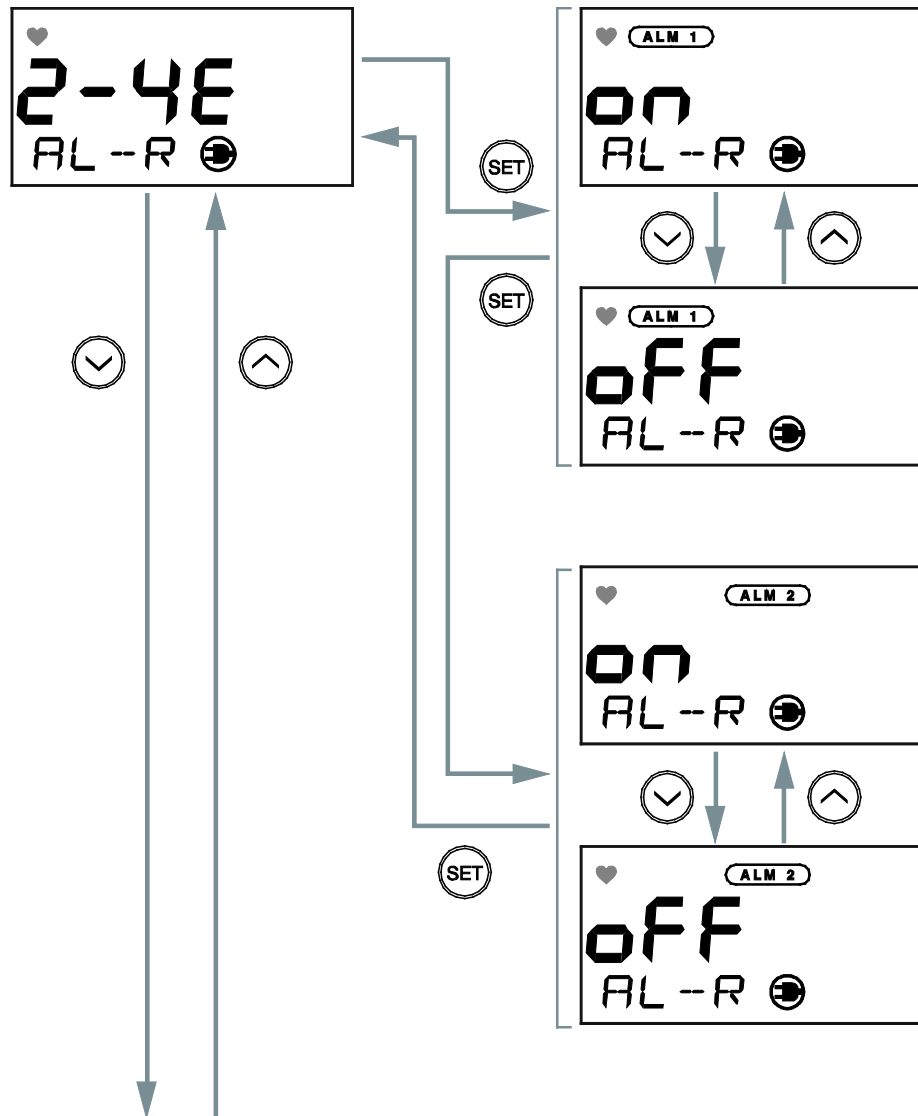 2-4E
AL--R
SET
ALM 1
on
AL--R
SET
ALM 1
oFF
AL--R
ALM 2
on
AL--R
SET
ALM 2
oFF
AL--R